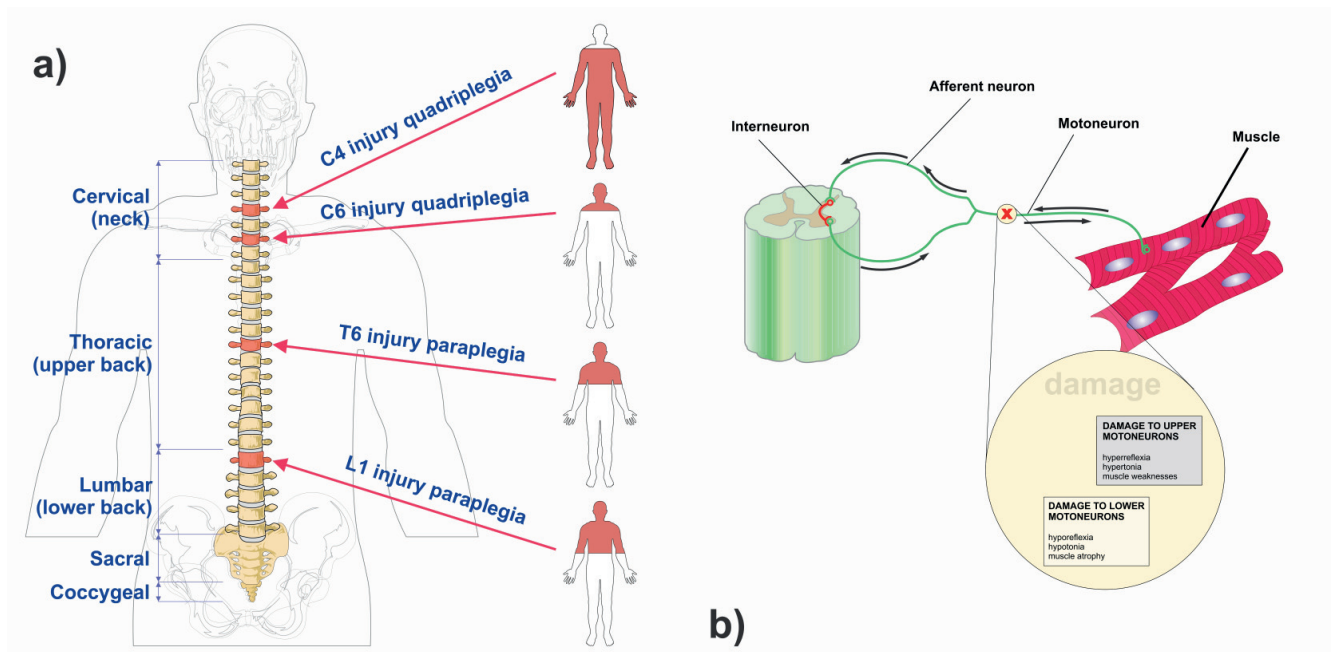 a)
C4 injury quadriplegia
Cervical
(neck)
C6 injury quadriplegia
Thoracic
(upper back)
T6 injury paraplegia
Lumbar
(lower back)
L1 injury paraplegia
Sacral
Coccygeal
Afferent neuron
Interneuron
Motoneuron
Muscle
X
damage
DAMAGE TO UPPER
MOTONEURONS
hyperreflexia
hypertonia
muscle weaknesses
DAMAGE TO LOWER
MOTONEURONS
hyporeflexia
hypotonia
muscle atrophy
b)